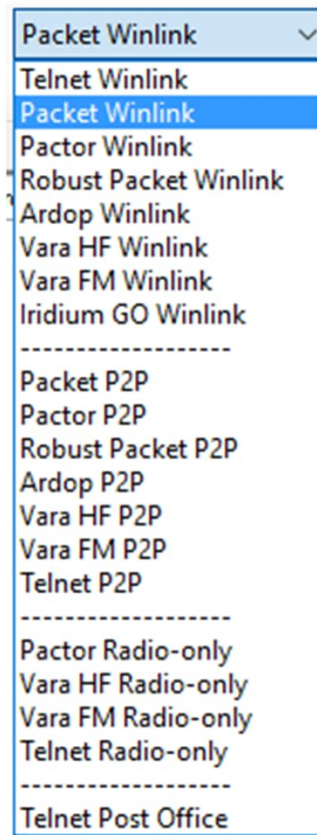 Packet Winlink
Telnet Winlink
Packet Winlink
Pactor Winlink
Robust Packet Winlink
Ardop Winlink
Vara HF Winlink
Vara FM Winlink
Iridium GO Winlink
-------------------
Packet P2P
Pactor P2P
Robust Packet P2P
Ardop P2P
Vara HF P2P
Vara FM P2P
Telnet P2P
-------------------
Pactor Radio-only
Vara HF Radio-only
Vara FM Radio-only
Telnet Radio-only
-------------------
Telnet Post Office